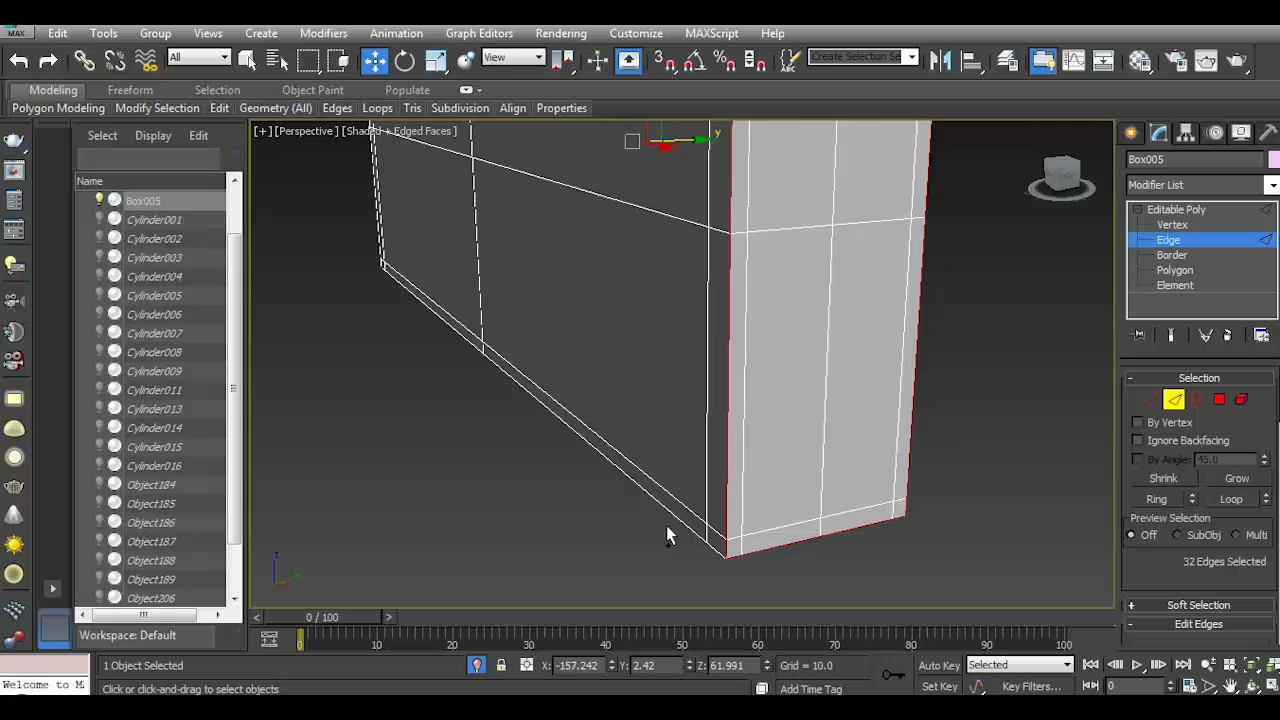 MAX Edit Tools Group Views Create Modifiers Animation Graph Editors Rendering Customize MAXScript Help
All View Create Selection Se
Modeling Freeform Selection Object Paint Populate
Polygon Modeling Modify Selection Edit Geometry (All) Edges Loops Tris Subdivision Align Properties
Select Display Edit
[+] [Perspective] [Shaded + Edged Faces]
y
Name
Box005
Cylinder001
Cylinder002
Cylinder003
Cylinder004
Cylinder005
Cylinder006
Cylinder007
Cylinder008
Cylinder009
Cylinder011
Cylinder013
Cylinder014
Cylinder015
Cylinder016
Object184
Object185
Object186
Object187
Object188
Object189
Object206
z
Box005
Modifier List
Editable Poly
Vertex
Edge
Border
Polygon
Element
- Selection
By Vertex
Ignore Backfacing
By Angle: 45.0
Shrink Grow
Ring Loop
Preview Selection
Off SubObj Multi
32 Edges Selected
+ Soft Selection
- Edit Edges
< 0 / 100 >
Workspace: Default
0 10 20 30 40 50 60 70 80 90 100
1 Object Selected X: -157.242 Y: 2.42 Z: 61.991 Grid = 10.0 Auto Key Selected
Welcome to M
Click or click-and-drag to select objects Add Time Tag Set Key Key Filters... 0